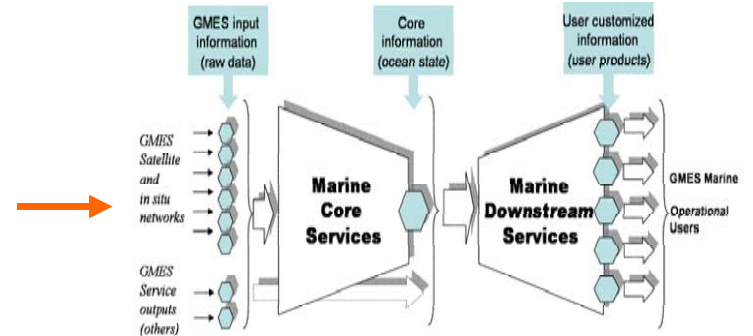 GMES input
information
(raw data)
Core
information
(ocean state)
User customized
information
(user products)
GMES
Satellite
and
in situ
networks
GMES
Service
outputs
(others)
Marine
Core
Services
Marine
Downstream
Services
GMES Marine
Operational
Users